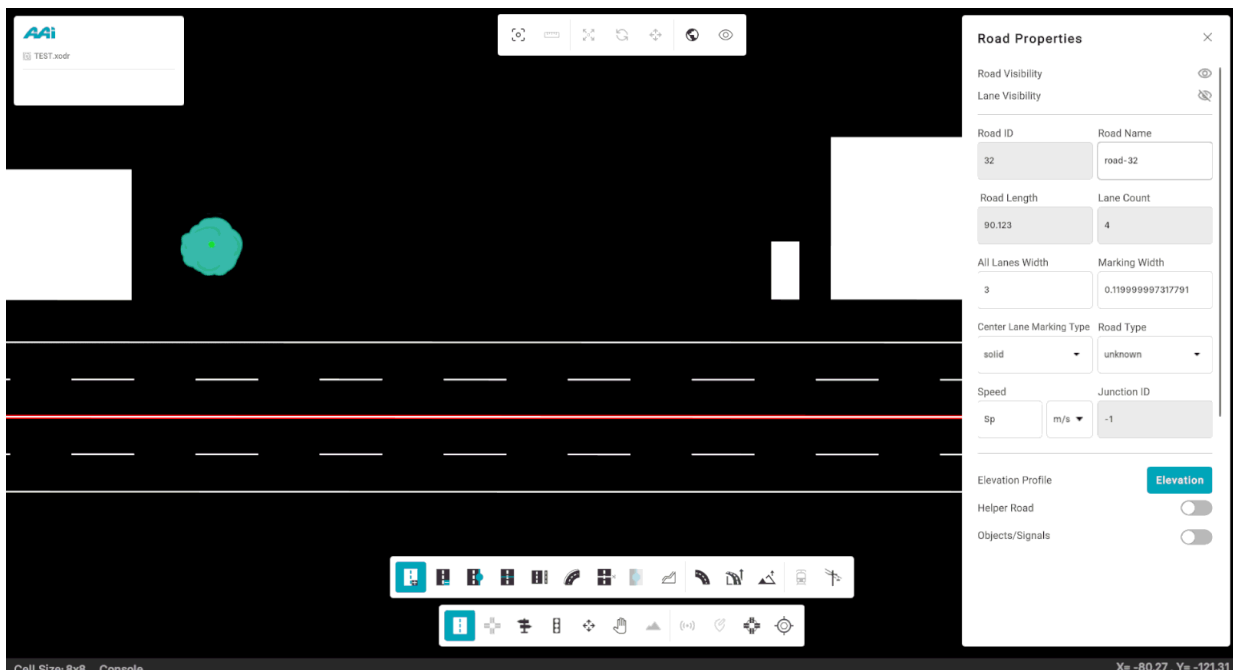 AAi
TEST.xodr
Road Properties
Road Visibility
Lane Visibility
Road ID Road Name
32 road-32
Road Length Lane Count
90.123 4
All Lanes Width Marking Width
3 0.119999997317791
Center Lane Marking Type Road Type
solid unknown
Speed Junction ID
Sp m/s -1
Elevation Profile Elevation
Helper Road
Objects/Signals
Cell Size: 8x8 Console X= -80.27 Y= -121.31